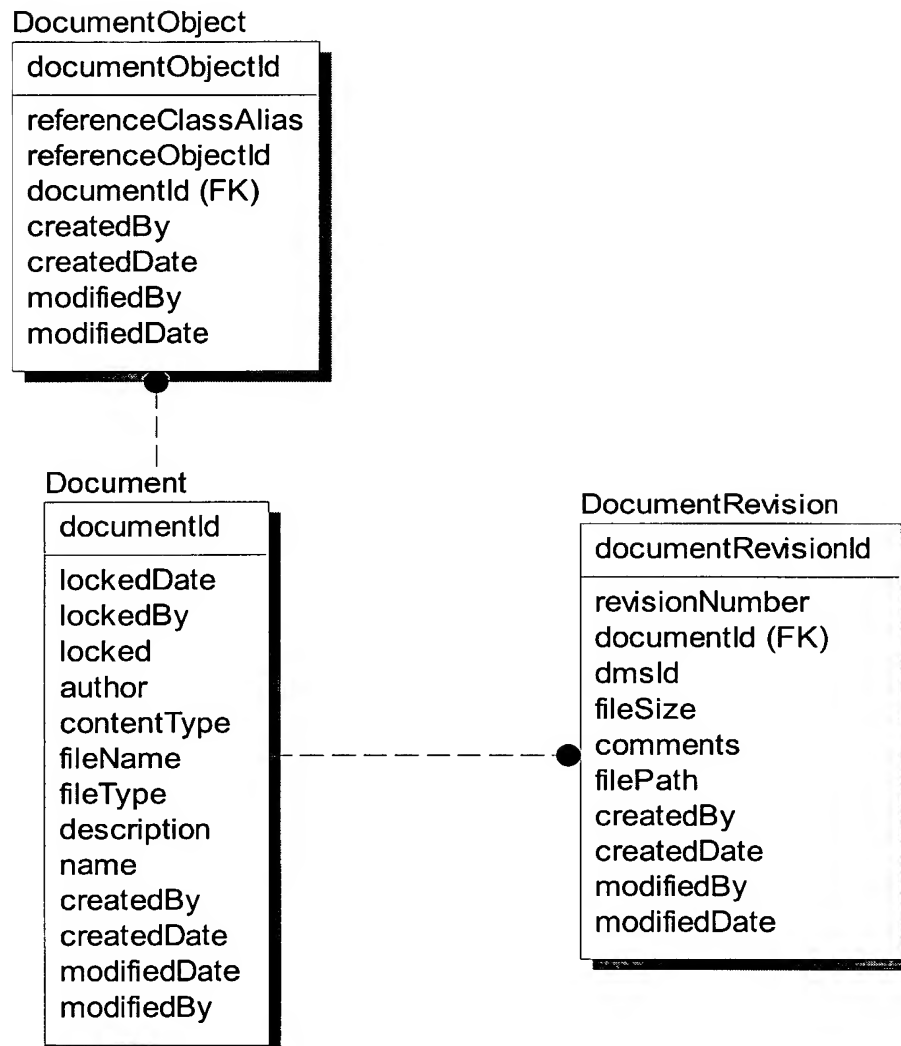 DocumentObject
documentObjectId
referenceClassAlias
referenceObjectId
documentId (FK)
createdBy
createdDate
modifiedBy
modifiedDate
Document
documentId
lockedDate
lockedBy
locked
author
contentType
fileName
fileType
description
name
createdBy
createdDate
modifiedDate
modifiedBy
DocumentRevision
documentRevisionId
revisionNumber
documentId (FK)
dmsId
fileSize
comments
filePath
createdBy
createdDate
modifiedBy
modifiedDate